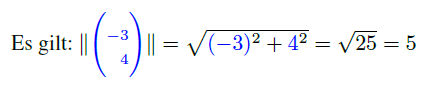 Es gilt: ‖(−3 4)‖ = √(−3)² + 4² = √25 = 5